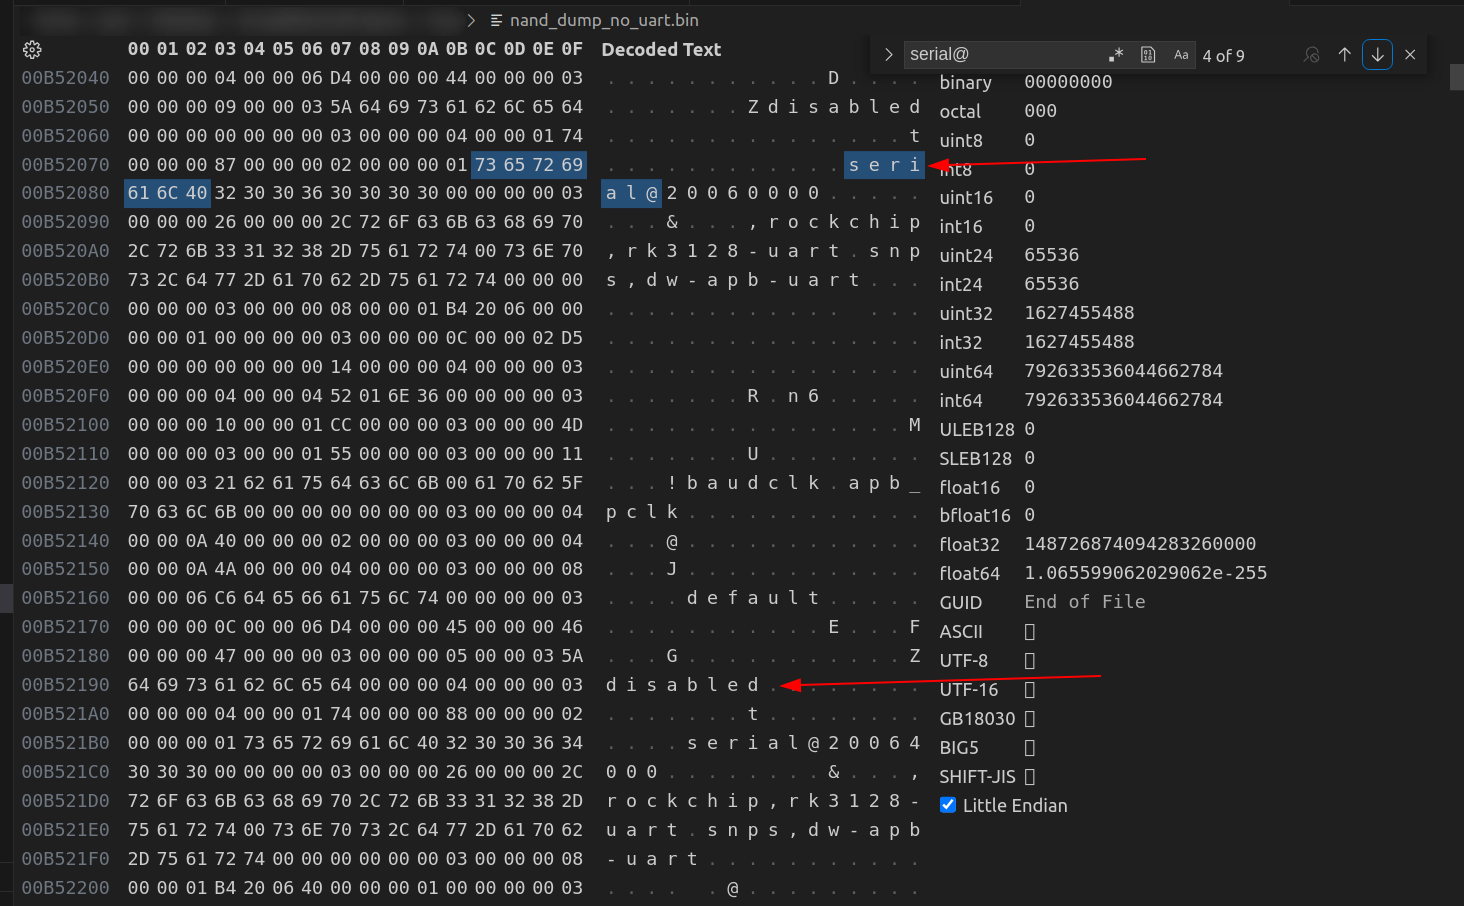 nand_dump_no_uart.bin
00 01 02 03 04 05 06 07 08 09 0A 0B 0C 0D 0E 0F Decoded Text
serial@ Aa 4 of 9
00B52040 00 00 00 04 00 00 06 D4 00 00 00 44 00 00 00 03 . . . . . . . . . . . D . . . .
00B52050 00 00 00 09 00 00 03 5A 64 69 73 61 62 6C 65 64 . . . . . . . Z d i s a b l e d
00B52060 00 00 00 00 00 00 00 03 00 00 00 04 00 00 01 74 . . . . . . . . . . . . . . . t
00B52070 00 00 00 87 00 00 00 02 00 00 00 01 73 65 72 69 . . . . . . . . . . . . s e r i
00B52080 61 6C 40 32 30 30 36 30 30 30 30 00 00 00 00 03 a l @ 2 0 0 6 0 0 0 0 . . . . .
00B52090 00 00 00 26 00 00 00 2C 72 6F 63 6B 63 68 69 70 . . . & . . . , r o c k c h i p
00B520A0 2C 72 6B 33 31 32 38 2D 75 61 72 74 00 73 6E 70 , r k 3 1 2 8 - u a r t . s n p
00B520B0 73 2C 64 77 2D 61 70 62 2D 75 61 72 74 00 00 00 s , d w - a p b - u a r t . . .
00B520C0 00 00 00 03 00 00 00 08 00 00 01 B4 20 06 00 00 . . . . . . . . . . . .   . . .
00B520D0 00 00 00 01 00 00 00 03 00 00 00 0C 00 00 02 D5 . . . . . . . . . . . . . . . .
00B520E0 00 00 00 00 00 00 00 14 00 00 00 04 00 00 00 03 . . . . . . . . . . . . . . . .
00B520F0 00 00 00 04 00 00 04 52 01 6E 36 00 00 00 00 03 . . . . . . . R . n 6 . . . . .
00B52100 00 00 00 10 00 00 01 CC 00 00 00 03 00 00 00 4D . . . . . . . . . . . . . . . M
00B52110 00 00 00 03 00 00 01 55 00 00 00 03 00 00 00 11 . . . . . . . U . . . . . . . .
00B52120 00 00 03 21 62 61 75 64 63 6C 6B 00 61 70 62 5F . . . ! b a u d c l k . a p b _
00B52130 70 63 6C 6B 00 00 00 00 00 00 00 03 00 00 00 04 p c l k . . . . . . . . . . . .
00B52140 00 00 0A 40 00 00 00 02 00 00 00 03 00 00 00 04 . . . @ . . . . . . . . . . . .
00B52150 00 00 0A 4A 00 00 00 04 00 00 00 03 00 00 00 08 . . . J . . . . . . . . . . . .
00B52160 00 00 06 C6 64 65 66 61 75 6C 74 00 00 00 00 03 . . . . d e f a u l t . . . . .
00B52170 00 00 00 0C 00 00 06 D4 00 00 00 45 00 00 00 46 . . . . . . . . . . . E . . . F
00B52180 00 00 00 47 00 00 00 03 00 00 00 05 00 00 03 5A . . . G . . . . . . . . . . . Z
00B52190 64 69 73 61 62 6C 65 64 00 00 00 04 00 00 00 03 d i s a b l e d . . . . . . . .
00B521A0 00 00 00 04 00 00 01 74 00 00 00 88 00 00 00 02 . . . . . . . t . . . . . . . .
00B521B0 00 00 00 01 73 65 72 69 61 6C 40 32 30 30 36 34 . . . . s e r i a l @ 2 0 0 6 4
00B521C0 30 30 30 00 00 00 00 03 00 00 00 26 00 00 00 2C 0 0 0 . . . . . . . . & . . . ,
00B521D0 72 6F 63 6B 63 68 69 70 2C 72 6B 33 31 32 38 2D r o c k c h i p , r k 3 1 2 8 -
00B521E0 75 61 72 74 00 73 6E 70 73 2C 64 77 2D 61 70 62 u a r t . s n p s , d w - a p b
00B521F0 2D 75 61 72 74 00 00 00 00 00 00 03 00 00 00 08 - u a r t . . . . . . . . . . .
00B52200 00 00 01 B4 20 06 40 00 00 00 01 00 00 00 00 03 . . . .   . @ . . . . . . . . .
binary 00000000
octal 000
uint8 0
int8 0
uint16 0
int16 0
uint24 65536
int24 65536
uint32 1627455488
int32 1627455488
uint64 792633536044662784
int64 792633536044662784
ULEB128 0
SLEB128 0
float16 0
bfloat16 0
float32 148726874094283260000
float64 1.065599062029062e-255
GUID End of File
ASCII
UTF-8
UTF-16
GB18030
BIG5
SHIFT-JIS
Little Endian